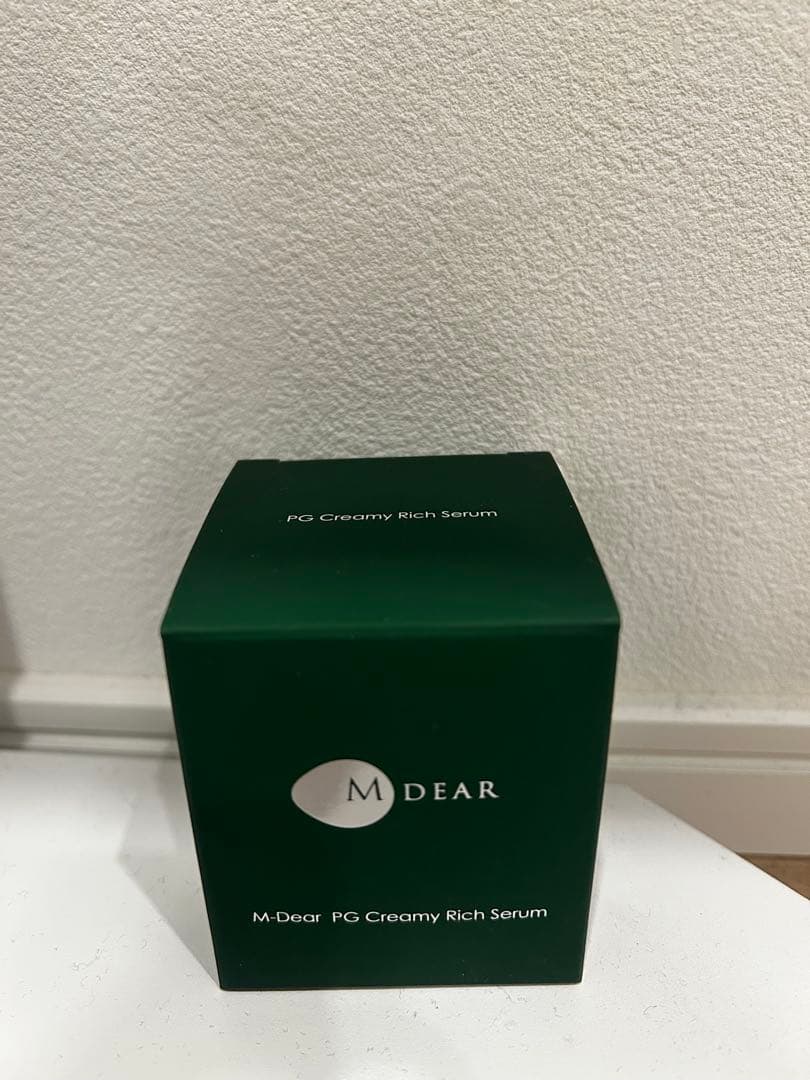 PG Creamy Rich Serum
M DEAR
M-Dear PG Creamy Rich Serum